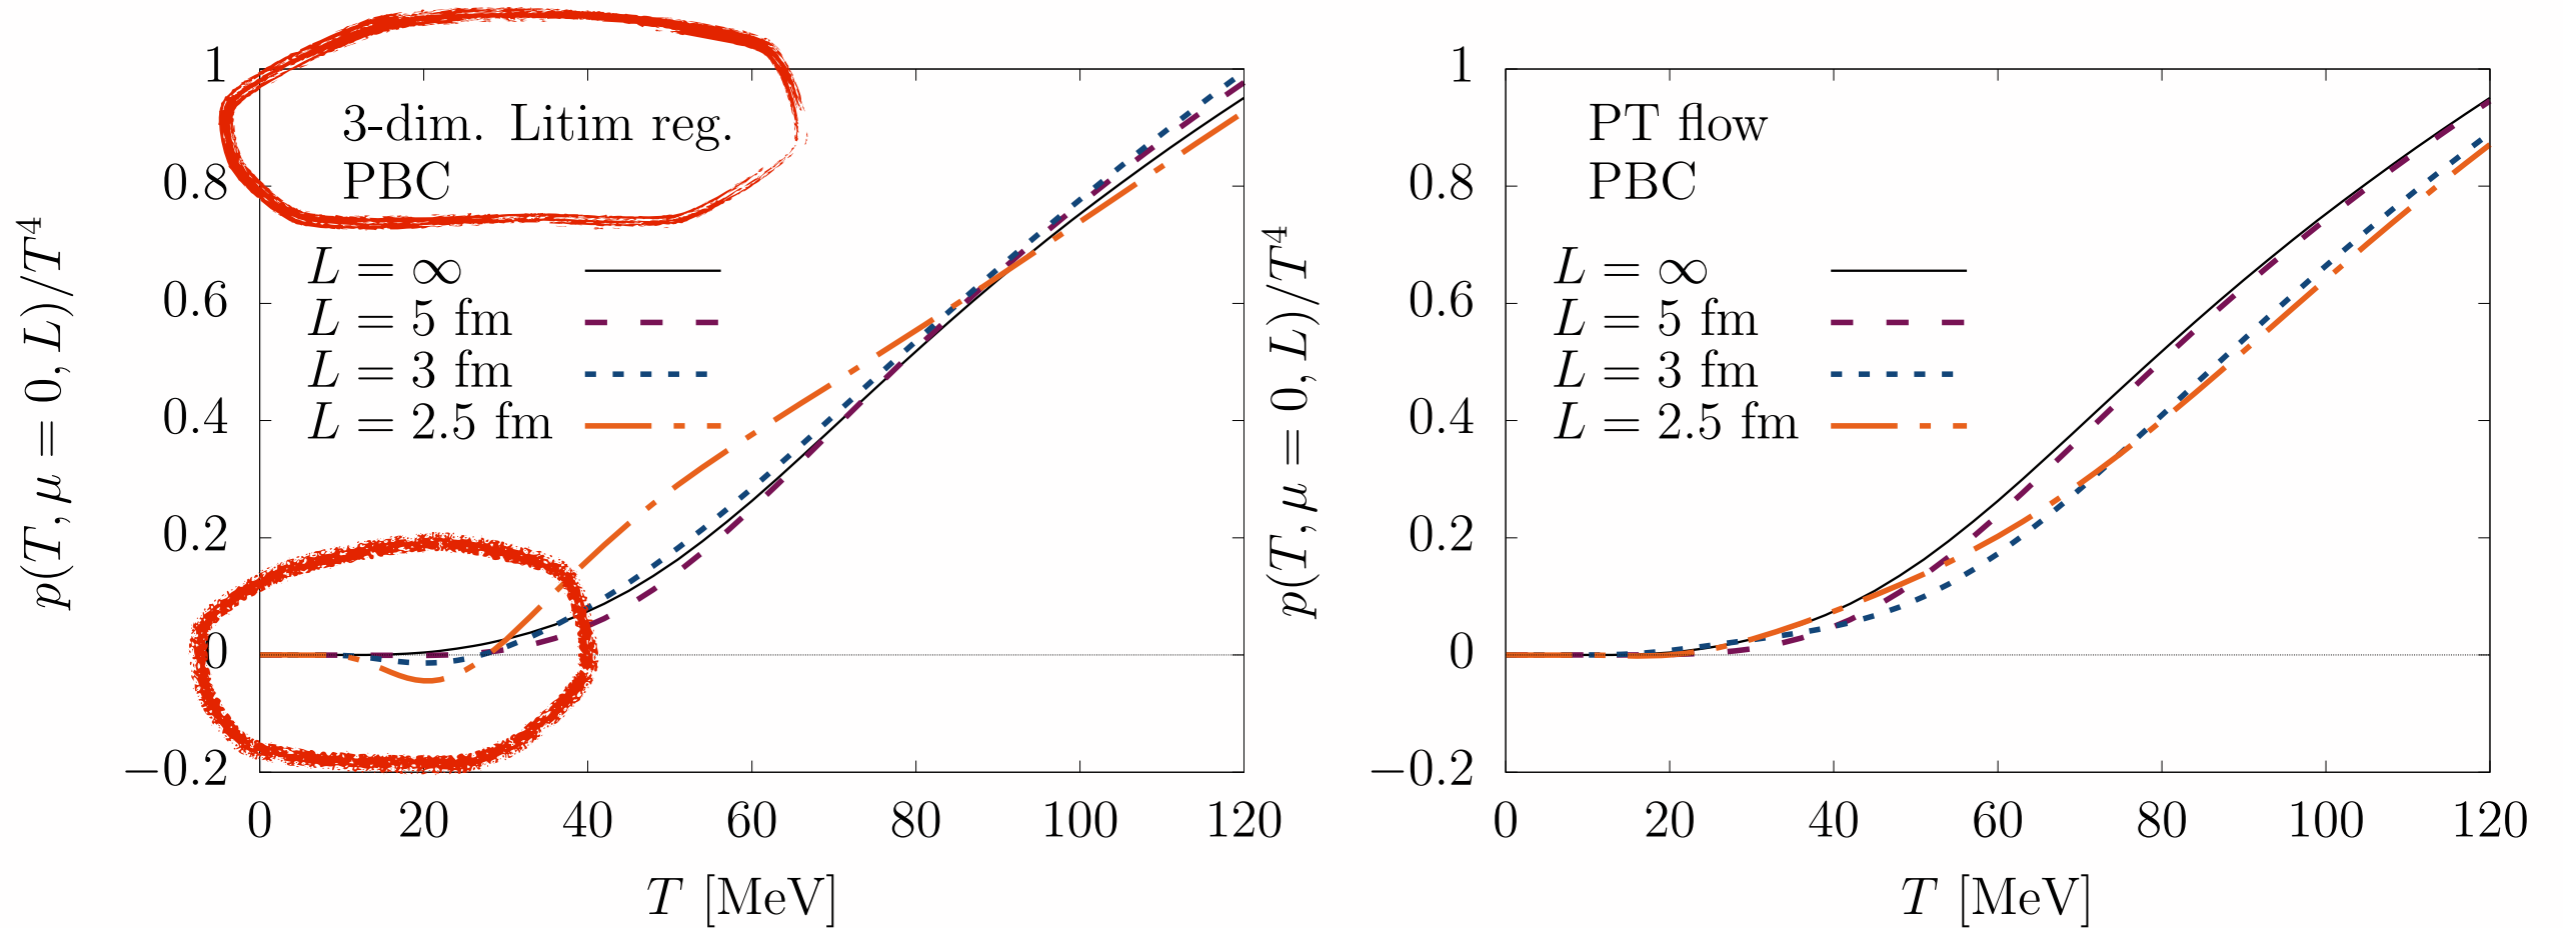 3-dim. Litim reg.
PBC
L = ∞
L = 5 fm
L = 3 fm
L = 2.5 fm
1
0.8
0.6
0.4
0.2
0
−0.2
p(T, μ = 0, L)/T⁴
0 20 40 60 80 100 120
T [MeV]
PT flow
PBC
L = ∞
L = 5 fm
L = 3 fm
L = 2.5 fm
1
0.8
0.6
0.4
0.2
0
−0.2
p(T, μ = 0, L)/T⁴
0 20 40 60 80 100 120
T [MeV]